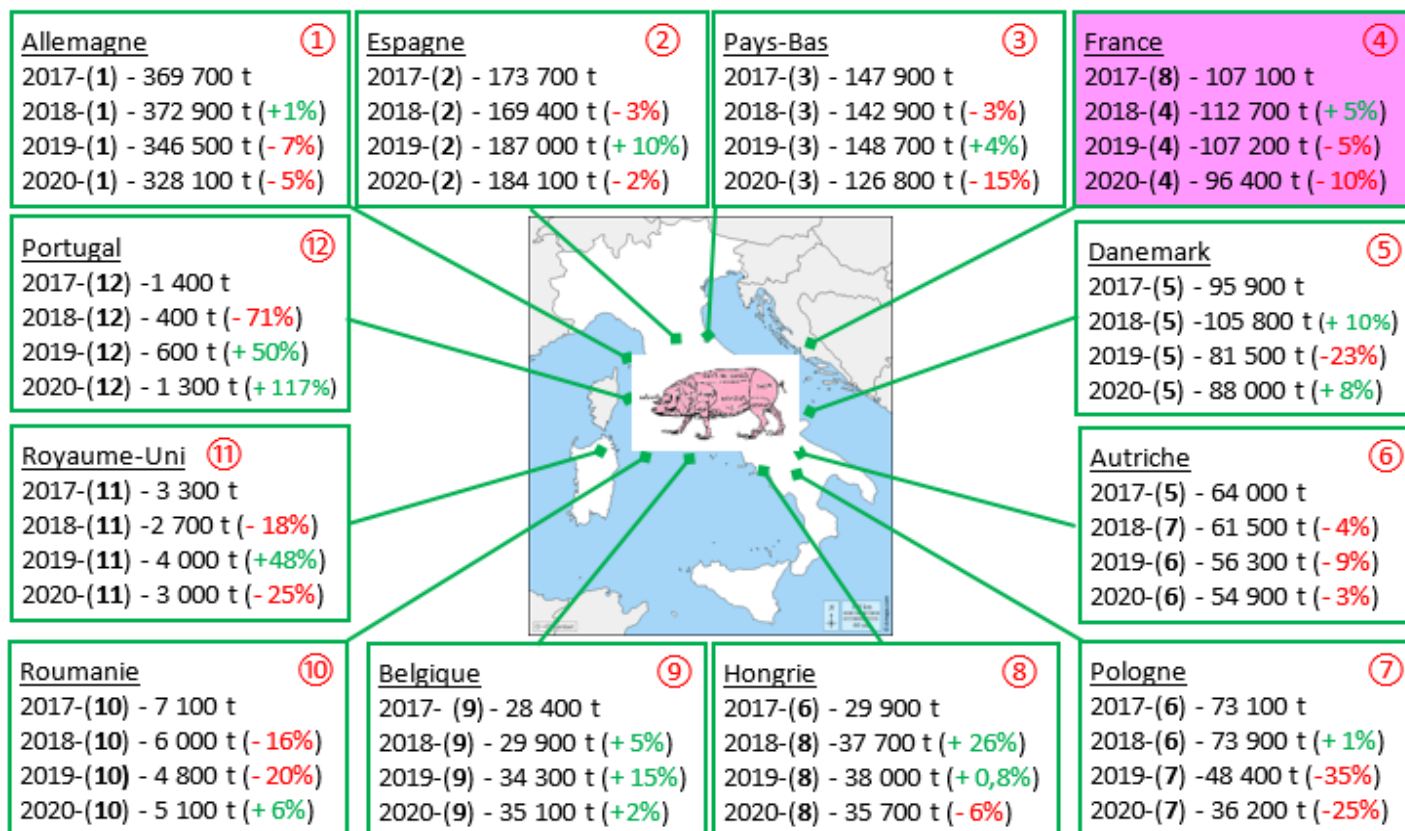 Allemagne ①
2017-(1) - 369 700 t
2018-(1) - 372 900 t (+1%)
2019-(1) - 346 500 t (- 7%)
2020-(1) - 328 100 t (- 5%)
Espagne ②
2017-(2) - 173 700 t
2018-(2) - 169 400 t (- 3%)
2019-(2) - 187 000 t (+ 10%)
2020-(2) - 184 100 t (- 2%)
Pays-Bas ③
2017-(3) - 147 900 t
2018-(3) - 142 900 t (- 3%)
2019-(3) - 148 700 t (+4%)
2020-(3) - 126 800 t (- 15%)
France ④
2017-(8) - 107 100 t
2018-(4) -112 700 t (+ 5%)
2019-(4) -107 200 t (- 5%)
2020-(4) - 96 400 t (- 10%)
Portugal ⑫
2017-(12) -1 400 t
2018-(12) - 400 t (- 71%)
2019-(12) - 600 t (+ 50%)
2020-(12) - 1 300 t (+ 117%)
Danemark ⑤
2017-(5) - 95 900 t
2018-(5) -105 800 t (+ 10%)
2019-(5) - 81 500 t (-23%)
2020-(5) - 88 000 t (+ 8%)
Royaume-Uni ⑪
2017-(11) - 3 300 t
2018-(11) -2 700 t (- 18%)
2019-(11) - 4 000 t (+48%)
2020-(11) - 3 000 t (- 25%)
Autriche ⑥
2017-(5) - 64 000 t
2018-(7) - 61 500 t (- 4%)
2019-(6) - 56 300 t (- 9%)
2020-(6) - 54 900 t (- 3%)
Roumanie ⑩
2017-(10) - 7 100 t
2018-(10) - 6 000 t (- 16%)
2019-(10) - 4 800 t (- 20%)
2020-(10) - 5 100 t (+ 6%)
Belgique ⑨
2017- (9) - 28 400 t
2018-(9) - 29 900 t (+ 5%)
2019-(9) - 34 300 t (+ 15%)
2020-(9) - 35 100 t (+2%)
Hongrie ⑧
2017-(6) - 29 900 t
2018-(8) -37 700 t (+ 26%)
2019-(8) - 38 000 t (+ 0,8%)
2020-(8) - 35 700 t (- 6%)
Pologne ⑦
2017-(6) - 73 100 t
2018-(6) - 73 900 t (+ 1%)
2019-(7) -48 400 t (-35%)
2020-(7) - 36 200 t (-25%)